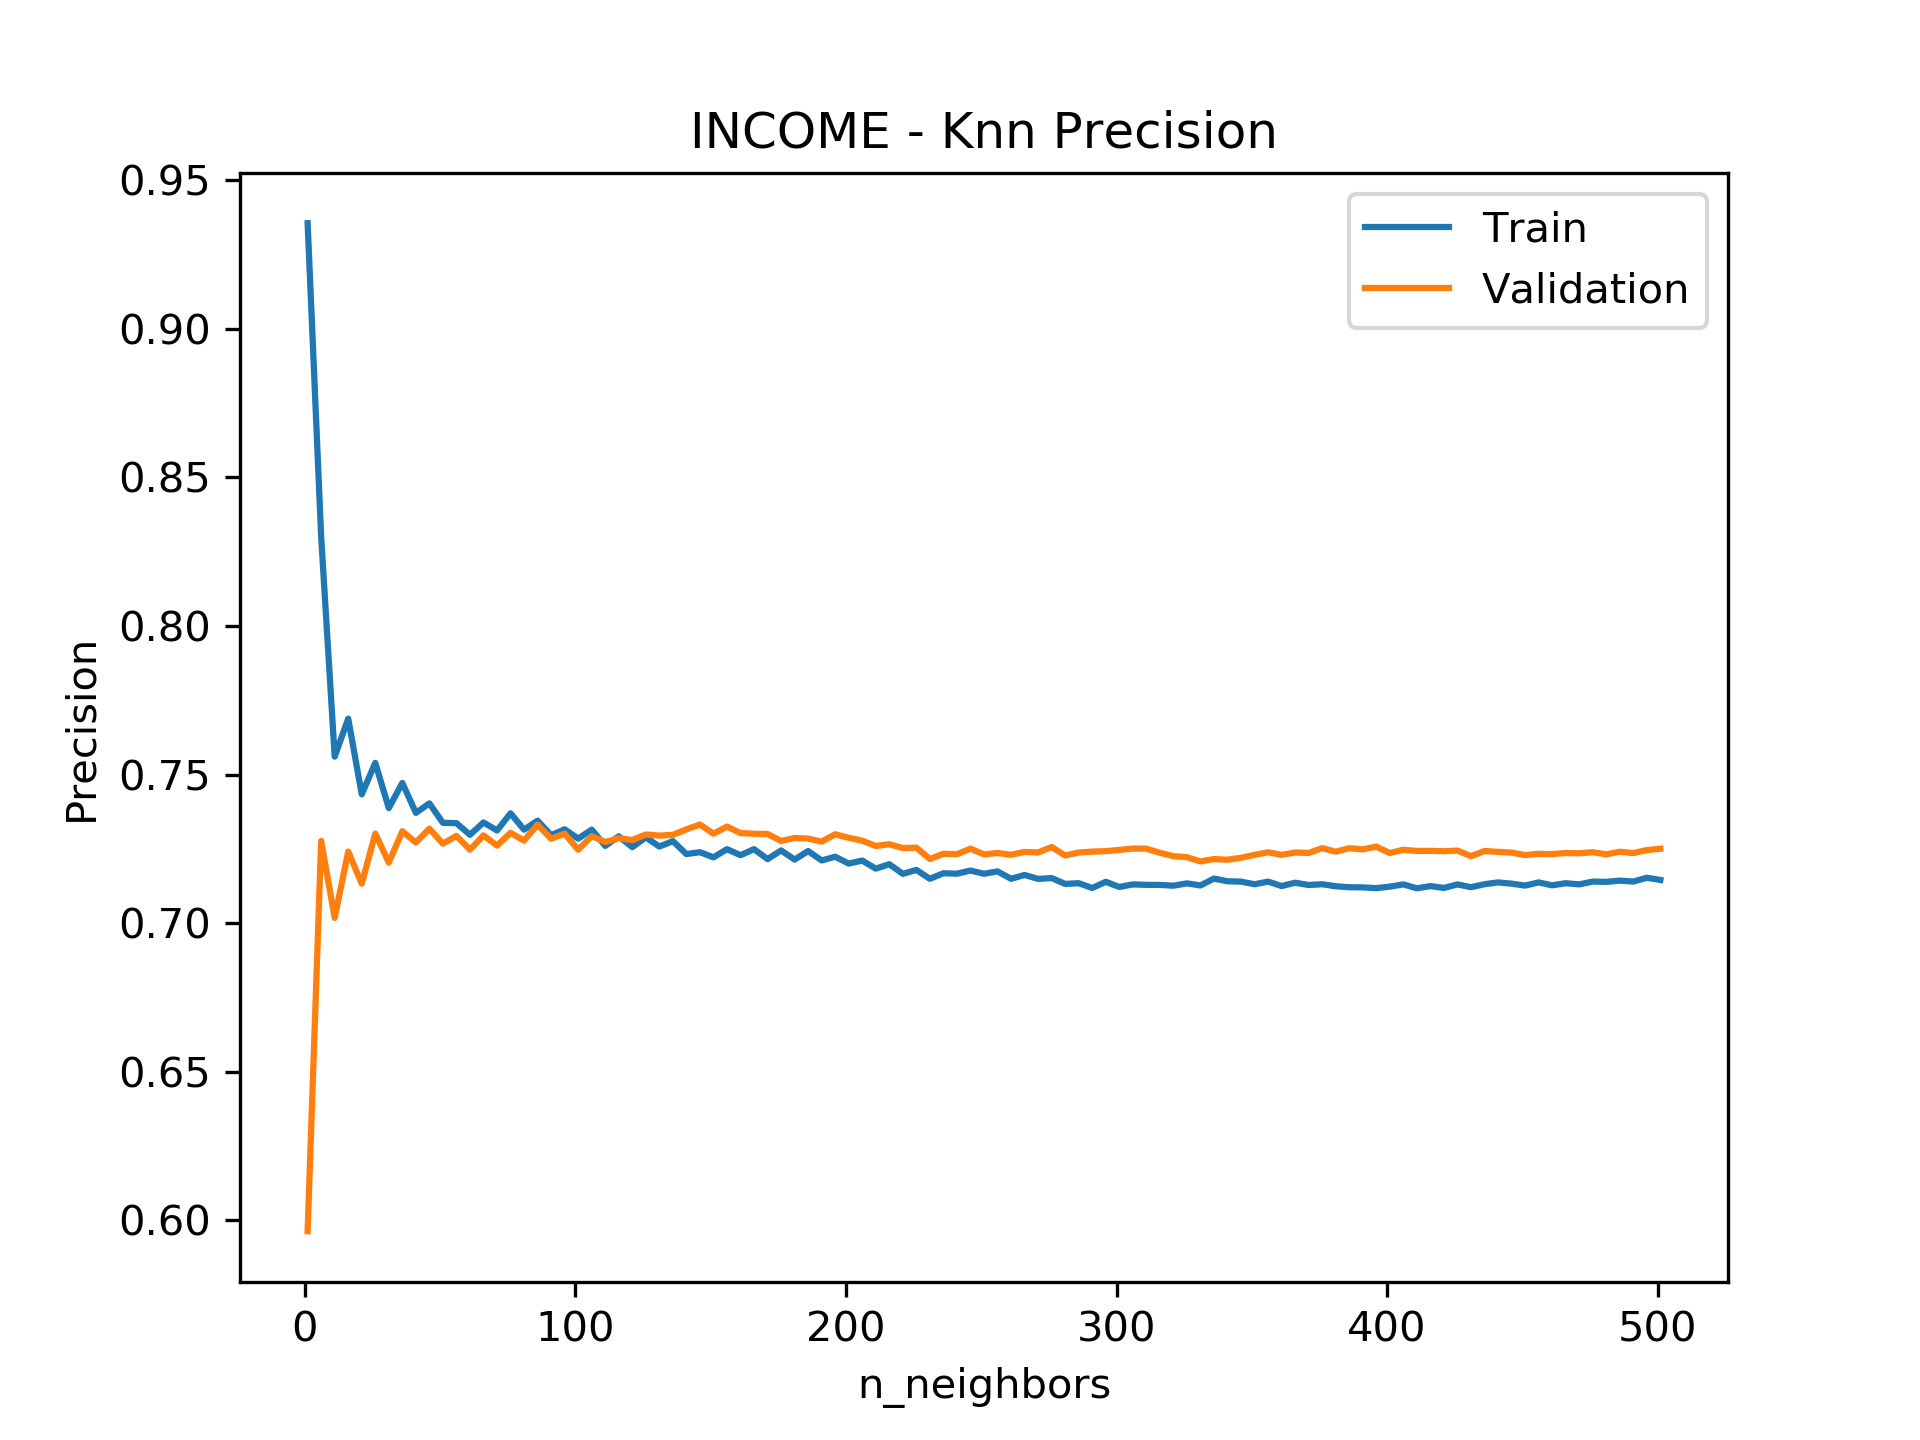 INCOME - Knn Precision
0.95
0.90
0.85
0.80
0.75
0.70
0.65
0.60
Precision
Train
Validation
0 100 200 300 400 500
n_neighbors